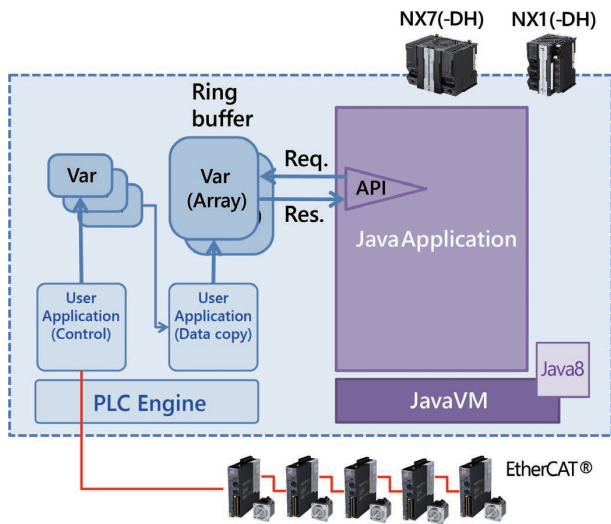 NX7(-DH)
NX1(-DH)
Ring
buffer
Var
Var
(Array)
Req.
Res.
API
Java Application
User
Application
(Control)
User
Application
(Data copy)
Java8
PLC Engine
JavaVM
EtherCAT®